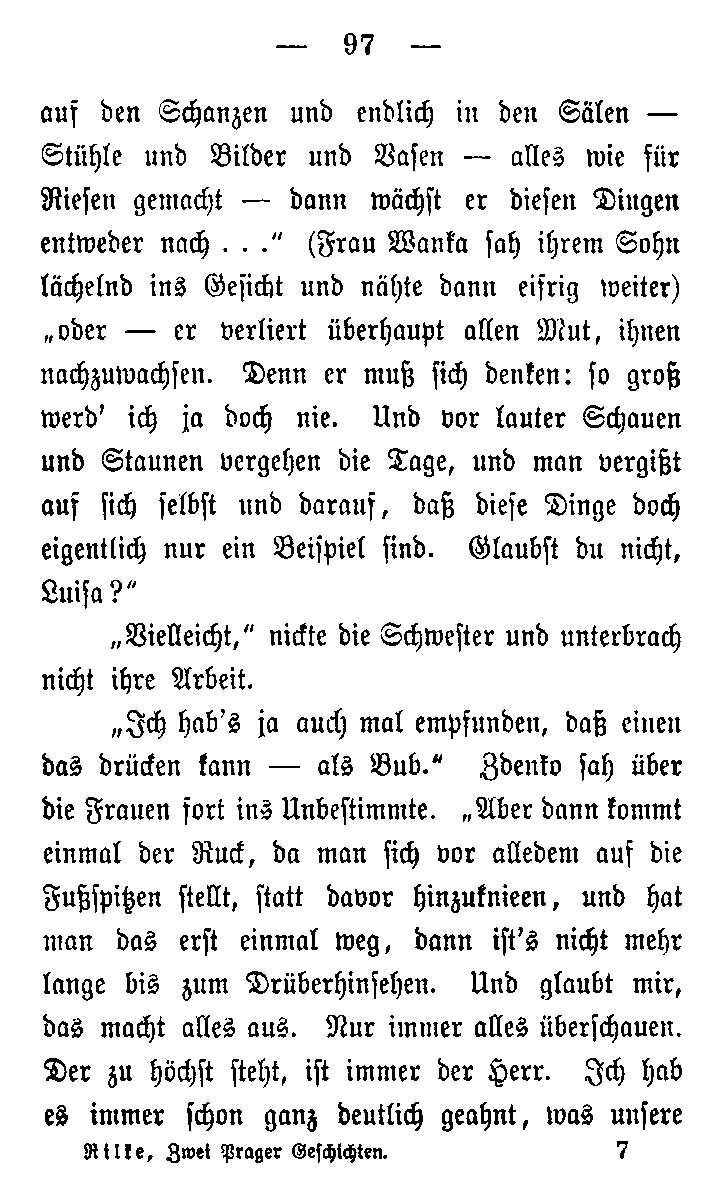 — 97 —
auf den Schanzen und endlich in den Sälen —
Stühle und Bilder und Vasen — alles wie für
Riesen gemacht — dann wächst er diesen Dingen
entweder nach . . .“ (Frau Wanka sah ihrem Sohn
lächelnd ins Gesicht und nähte dann eifrig weiter)
„oder — er verliert überhaupt allen Mut, ihnen
nachzuwachsen. Denn er muß sich denken: so groß
werd’ ich ja doch nie. Und vor lauter Schauen
und Staunen vergehen die Tage, und man vergißt
auf sich selbst und darauf, daß diese Dinge doch
eigentlich nur ein Beispiel sind. Glaubst du nicht,
Luisa?“
„Vielleicht,“ nickte die Schwester und unterbrach
nicht ihre Arbeit.
„Ich hab’s ja auch mal empfunden, daß einen
das drücken kann — als Bub.“ Zdenko sah über
die Frauen fort ins Unbestimmte. „Aber dann kommt
einmal der Ruck, da man sich vor alledem auf die
Fußspitzen stellt, statt davor hinzuknieen, und hat
man das erst einmal weg, dann ist’s nicht mehr
lange bis zum Drüberhinsehen. Und glaubt mir,
das macht alles aus. Nur immer alles überschauen.
Der zu höchst steht, ist immer der Herr. Ich hab
es immer schon ganz deutlich geahnt, was unsere
Rilke, Zwei Prager Geschichten. 7